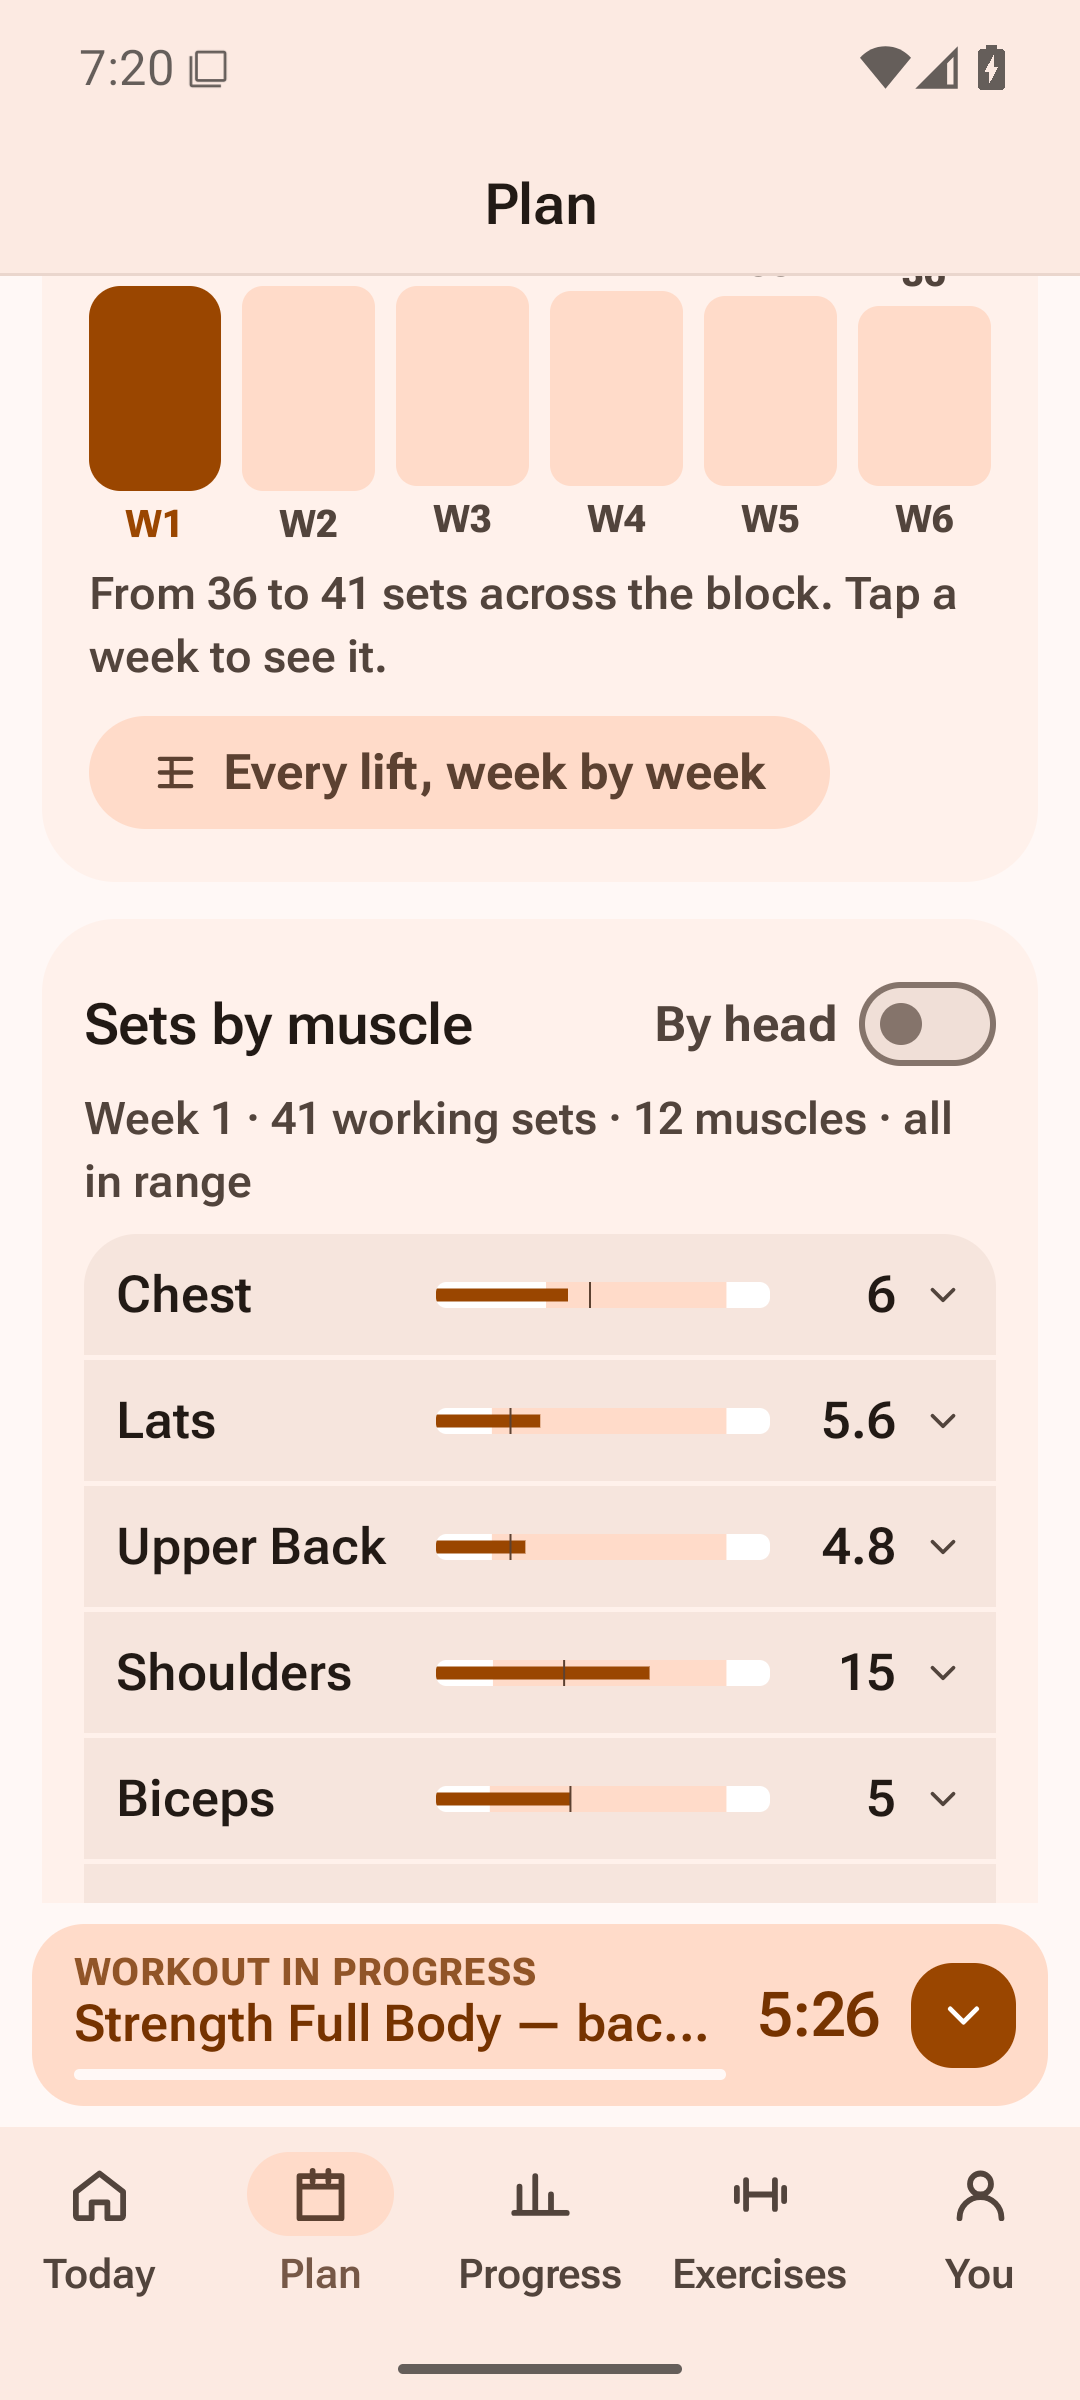 7:20
Plan
W1
W2
W3
W4
W5
W6
From 36 to 41 sets across the block. Tap a
week to see it.
Every lift, week by week
Sets by muscle
By head
Week 1 · 41 working sets · 12 muscles · all
in range
Chest
6
Lats
5.6
Upper Back
4.8
Shoulders
15
Biceps
5
WORKOUT IN PROGRESS
Strength Full Body — bac...
5:26
Today
Plan
Progress
Exercises
You